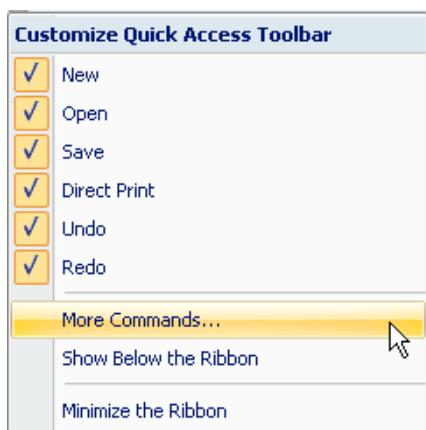 Customize Quick Access Toolbar
New
Open
Save
Direct Print
Undo
Redo
More Commands...
Show Below the Ribbon
Minimize the Ribbon